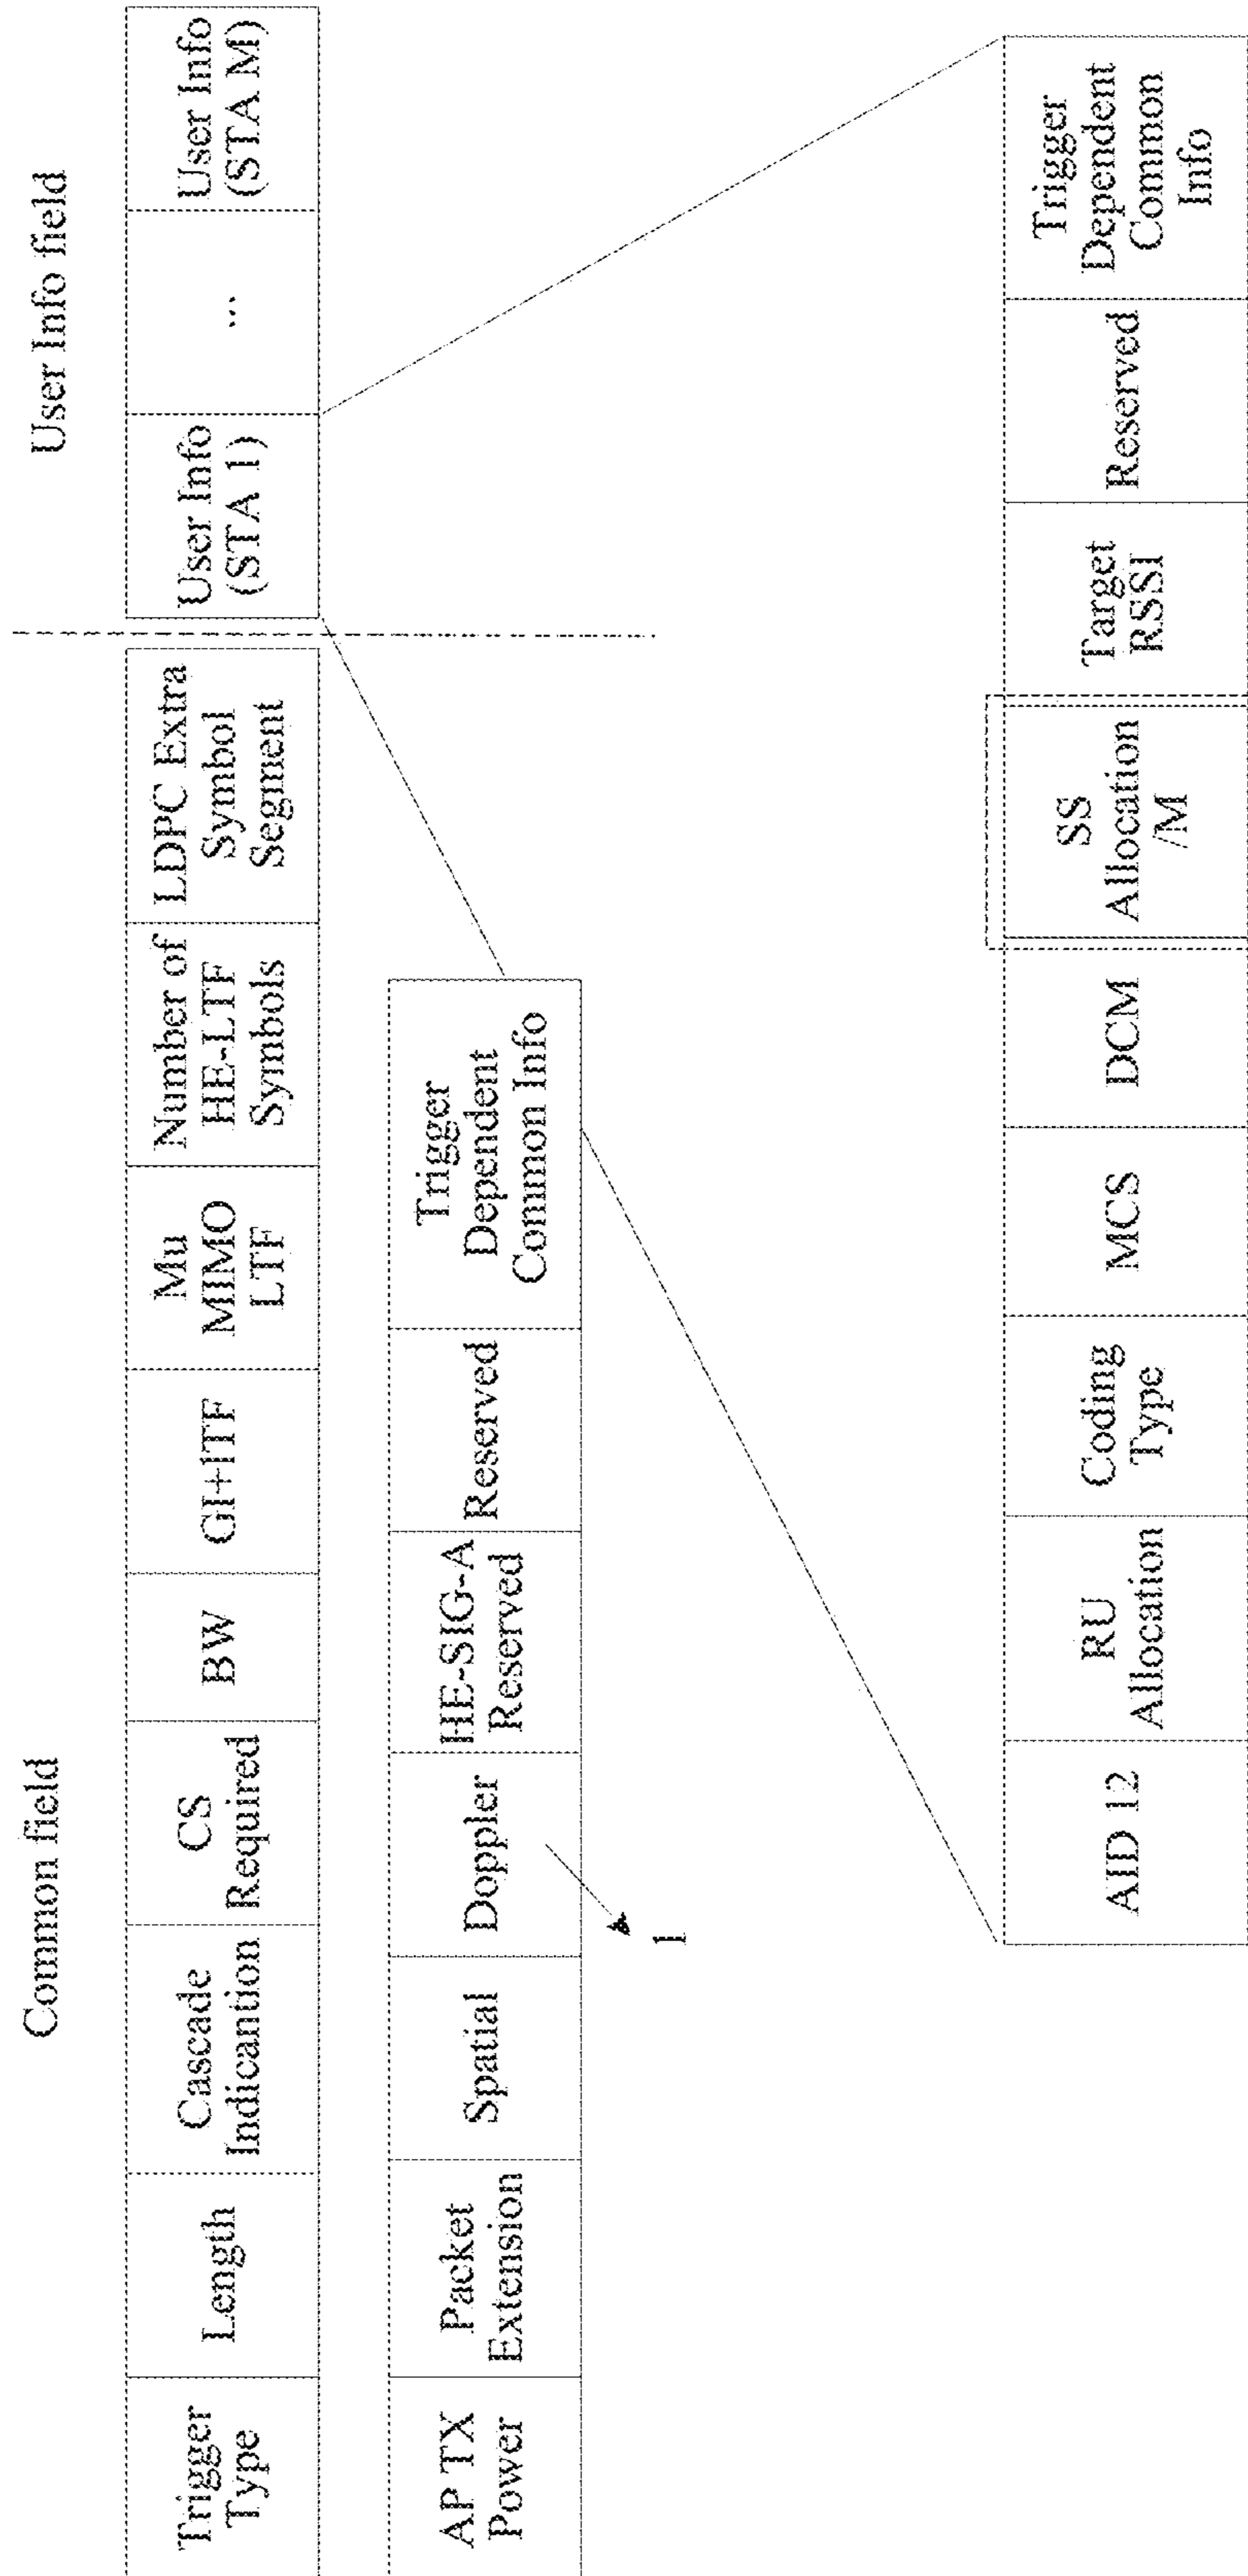 Common field
User Info field
Trigger
Type
Length
Cascade
Indicantion
CS
Required
BW
GI+lTF
Mu
MIMO
LTF
Number of
HE-LTF
Symbols
LDPC Extra
Symbol
Segment
User Info
(STA 1)
...
User Info
(STA M)
AP TX
Power
Packet
Extension
Spatial
Doppler
HE-SIG-A
Reserved
Reserved
Trigger
Dependent
Common Info
1
AID 12
RU
Allocation
Coding
Type
MCS
DCM
SS
Allocation
/M
Target
RSSI
Reserved
Trigger
Dependent
Common
Info